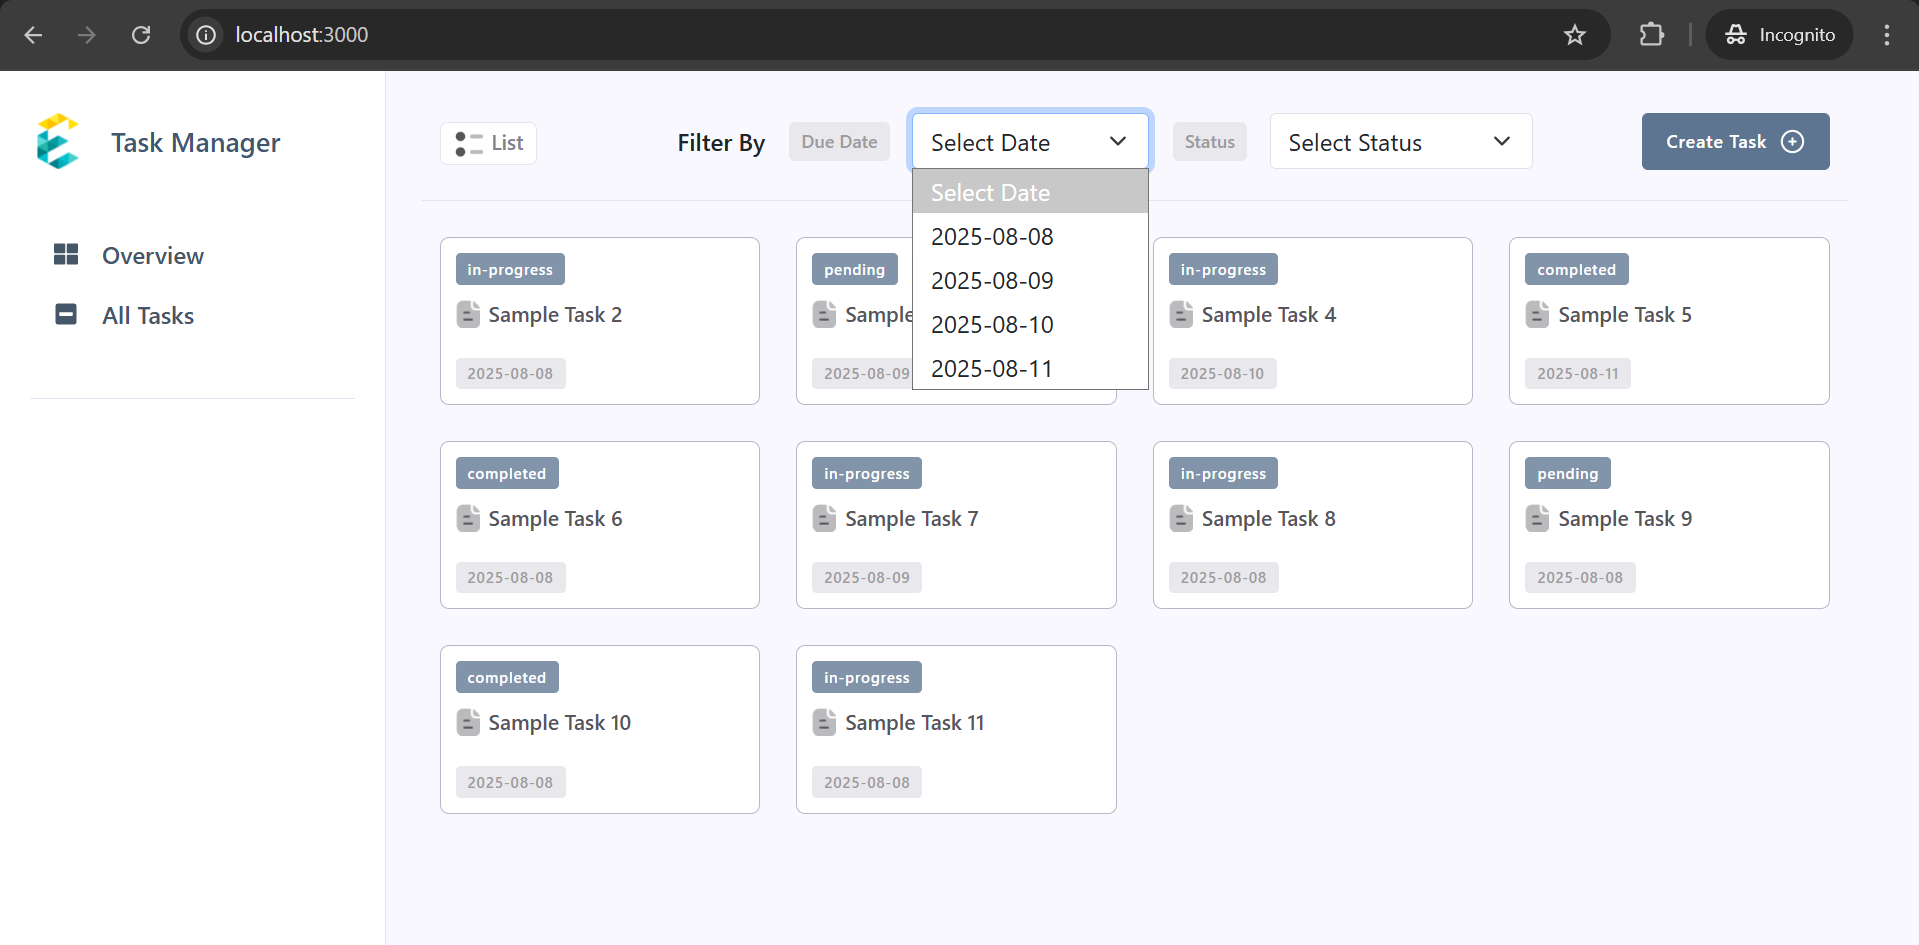 localhost:3000
Incognito
Task Manager
Overview
All Tasks
List
Filter By
Due Date
Select Date
Status
Select Status
Create Task
Select Date
2025-08-08
2025-08-09
2025-08-10
2025-08-11
in-progress
Sample Task 2
2025-08-08
pending
Sample
2025-08-09
in-progress
Sample Task 4
2025-08-10
completed
Sample Task 5
2025-08-11
completed
Sample Task 6
2025-08-08
in-progress
Sample Task 7
2025-08-09
in-progress
Sample Task 8
2025-08-08
pending
Sample Task 9
2025-08-08
completed
Sample Task 10
2025-08-08
in-progress
Sample Task 11
2025-08-08